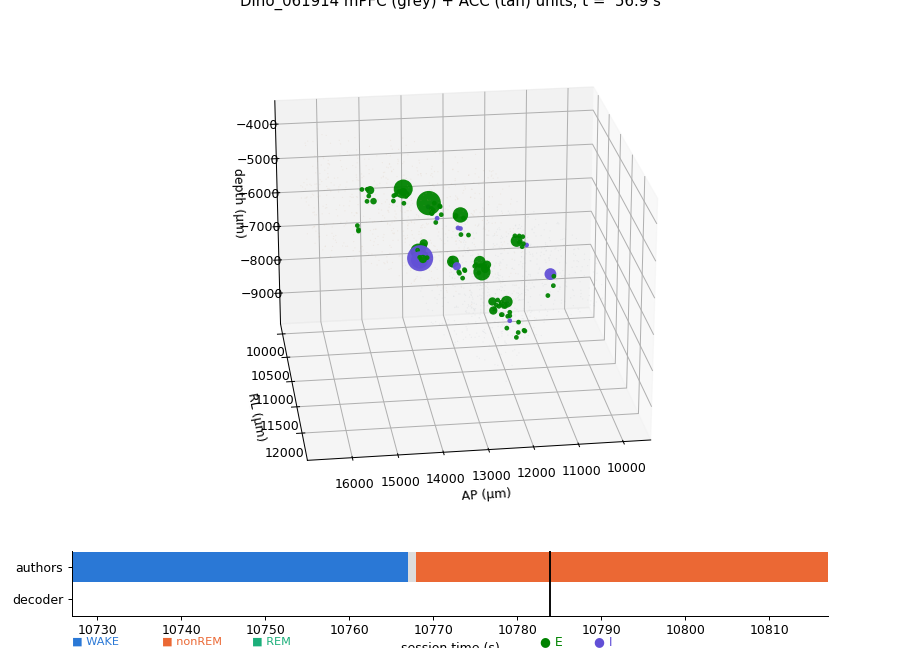 Dino_061914 mPFC (grey) + ACC (tan) units, t = 56.9 s
−4000
−5000
−6000
−7000
−8000
−9000
depth (μm)
10000
10500
11000
11500
12000
RL (μm)
16000 15000 14000 13000 12000 11000 10000
AP (μm)
authors
decoder
10730 10740 10750 10760 10770 10780 10790 10800 10810
WAKE nonREM REM E I
session time (s)